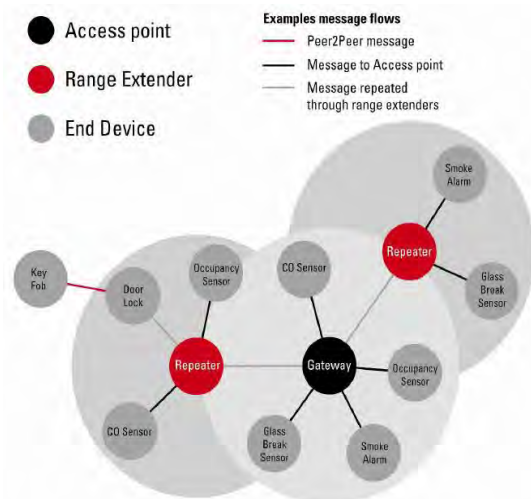 Access point
Range Extender
End Device
Examples message flows
Peer2Peer message
Message to Access point
Message repeated
through range extenders
Smoke
Alarm
Repeater
Glass
Break
Sensor
Key
Fob
Door
Lock
Occupancy
Sensor
CO Sensor
Repeater
Gateway
Occupancy
Sensor
CO Sensor
Glass
Break
Sensor
Smoke
Alarm